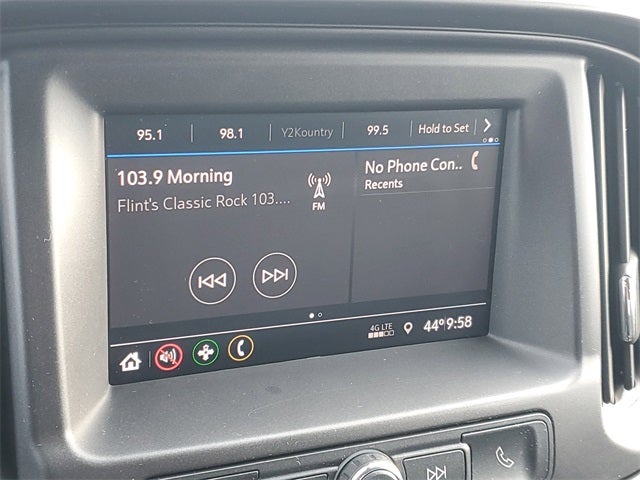 95.1 98.1 Y2Kountry 99.5 Hold to Set
103.9 Morning
Flint's Classic Rock 103....
FM
No Phone Con..
Recents
4G LTE
44° 9:58